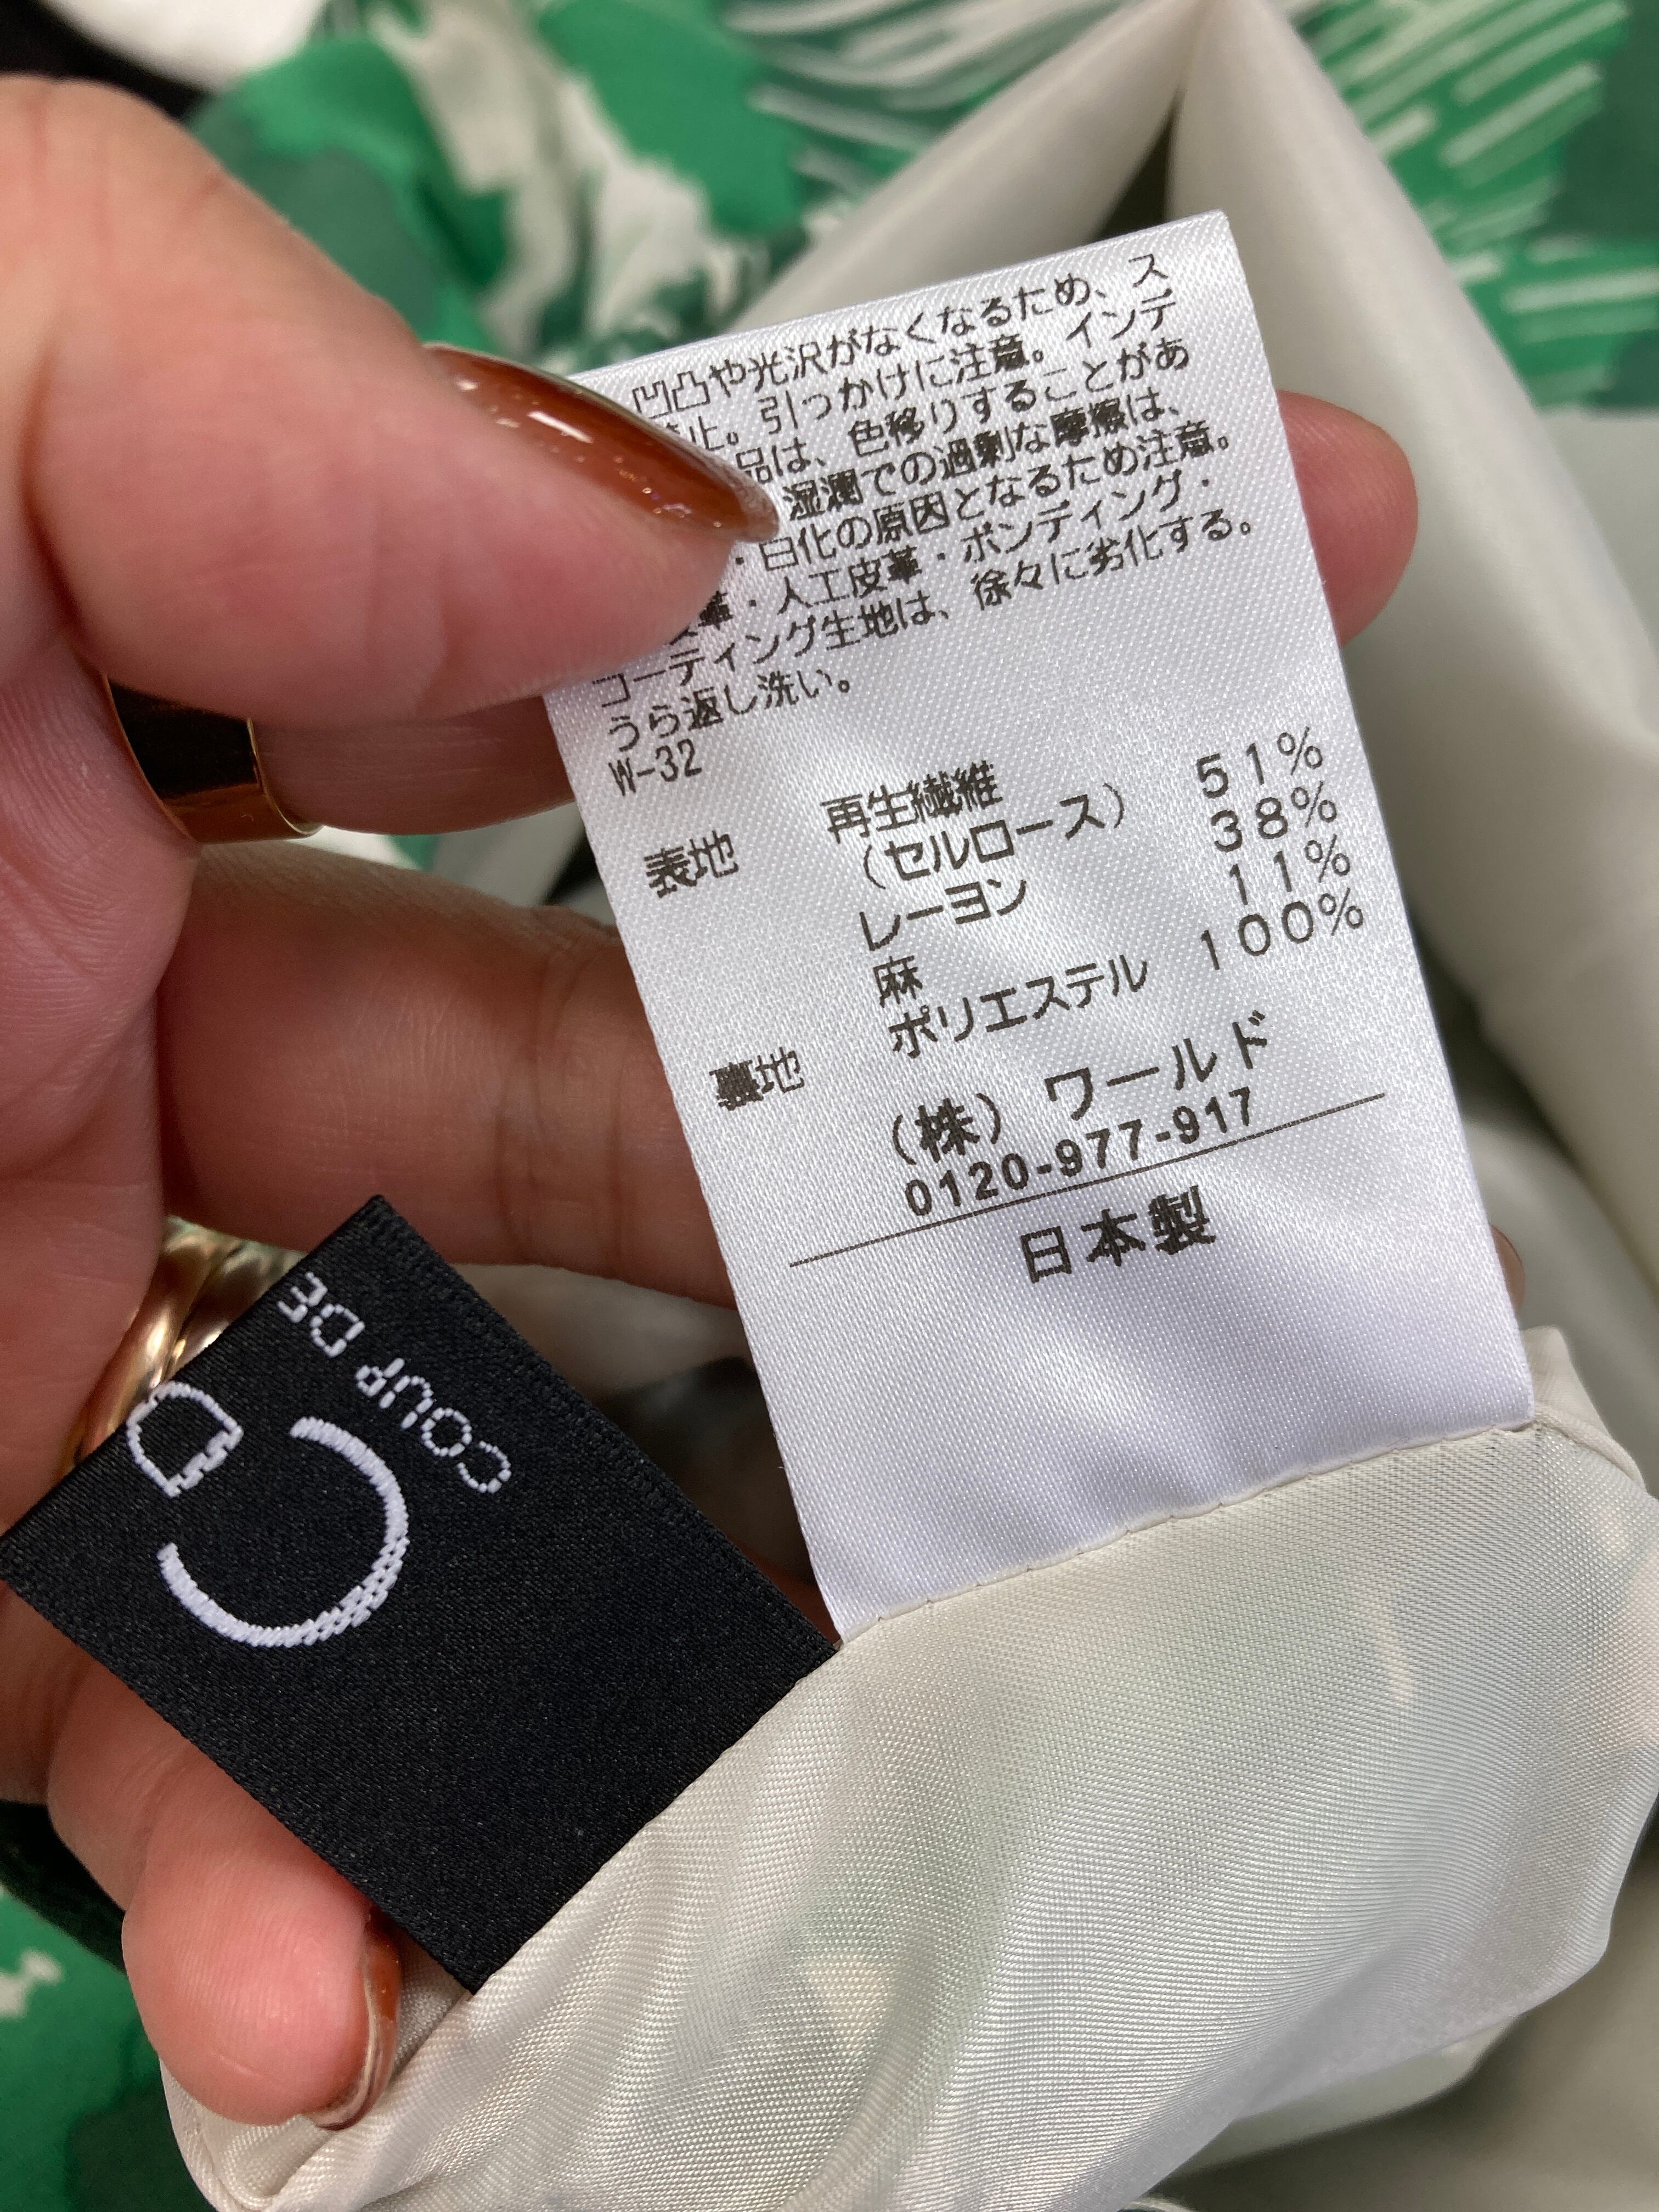 凹凸や光沢がなくなるため、ス
止。引っかけに注意。インデ
品は、色移りすることがあ
湿潤での過剰な摩擦は、
・白化の原因となるため注意。
革・人工皮革・ボンディング・
コーティング生地は、徐々に劣化する。
うら返し洗い。
W-32
表地 再生繊維
(セルロース) 51%
レーヨン 38%
麻 11%
裏地 ポリエステル 100%
(株) ワールド
0120-977-917
日本製
COUP DE